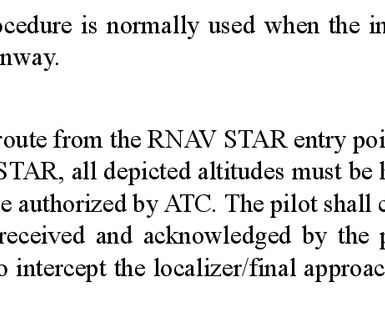 ocedure is normally used when the in
nway.
route from the RNAV STAR entry poi
STAR, all depicted altitudes must be
e authorized by ATC. The pilot shall c
received and acknowledged by the p
o intercept the localizer/final approac